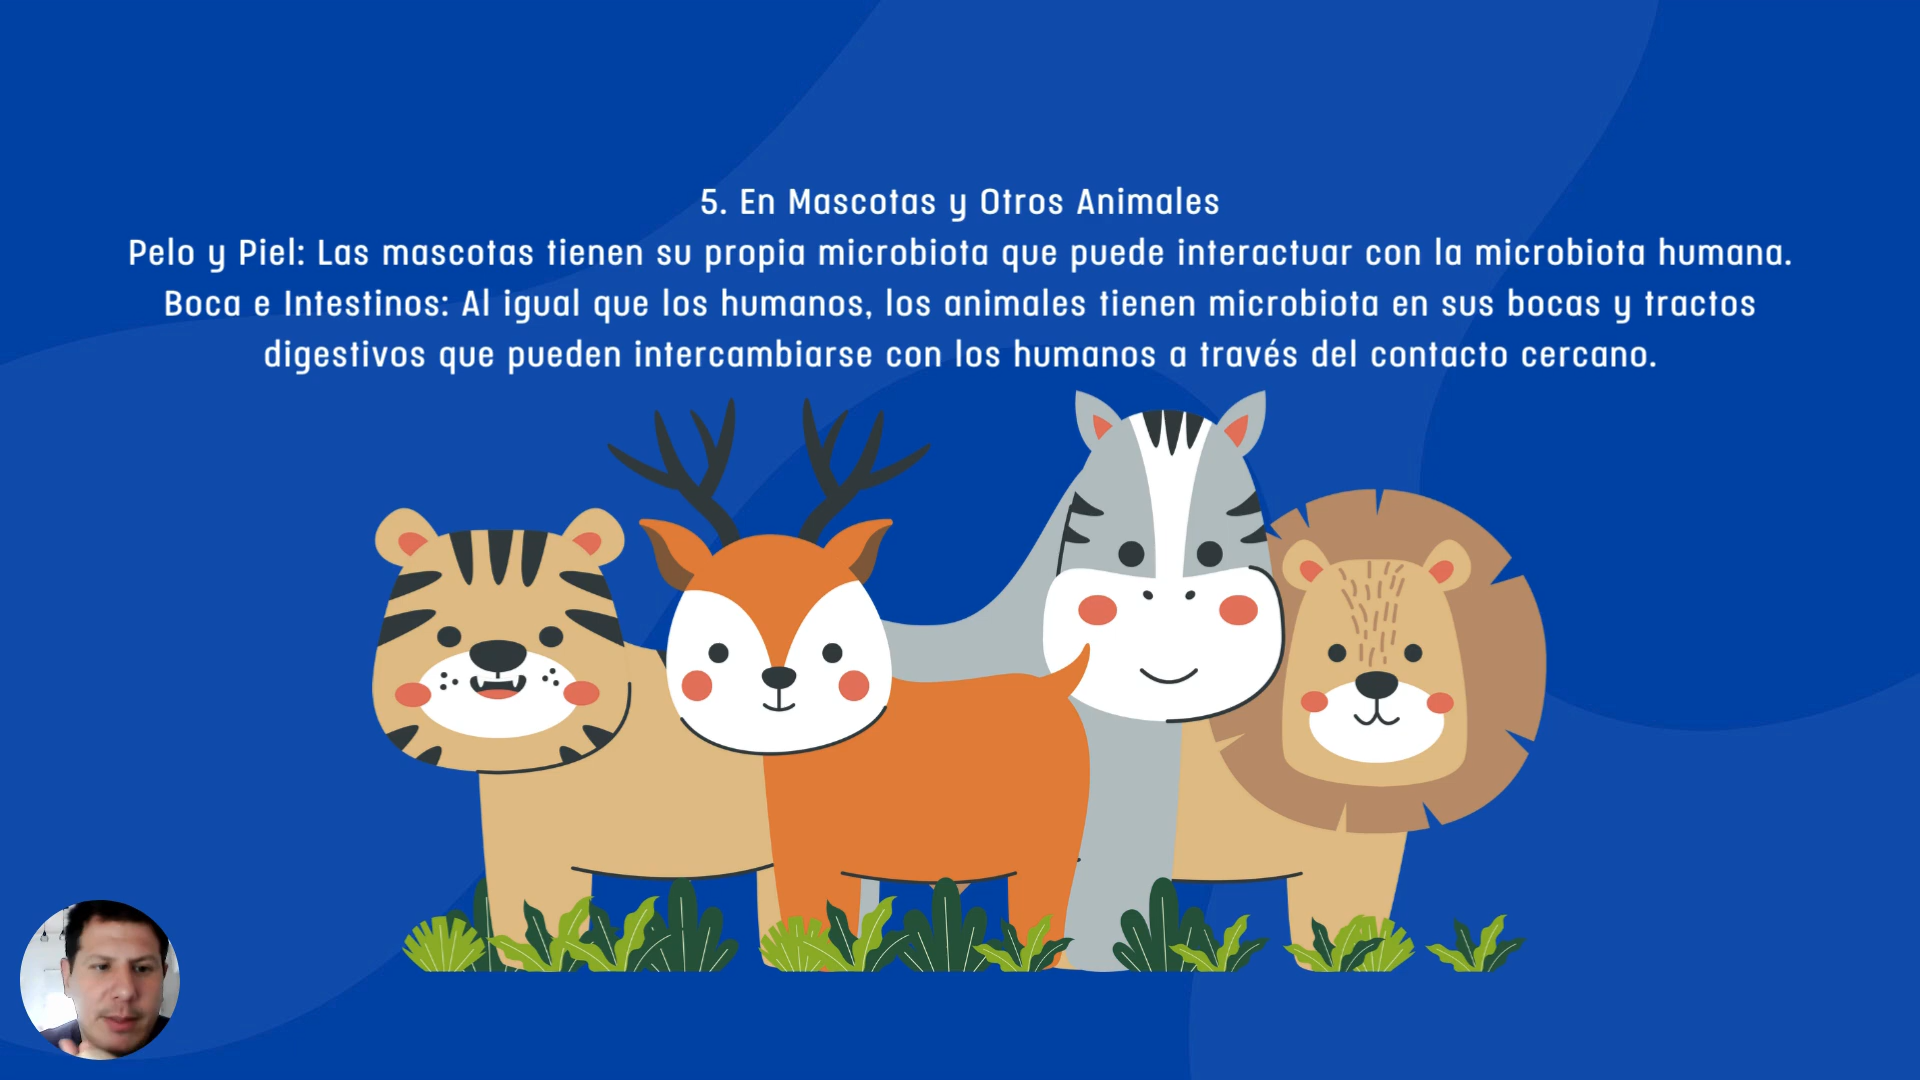 5. En Mascotas y Otros Animales
Pelo y Piel: Las mascotas tienen su propia microbiota que puede interactuar con la microbiota humana.
Boca e Intestinos: Al igual que los humanos, los animales tienen microbiota en sus bocas y tractos
digestivos que pueden intercambiarse con los humanos a través del contacto cercano.